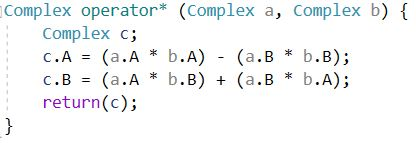 Complex operator* (Complex a, Complex b) {
Complex c;
c.A = (a.A * b.A) - (a.B * b.B);
c.B = (a.A * b.B) + (a.B * b.A);
return(c);
}